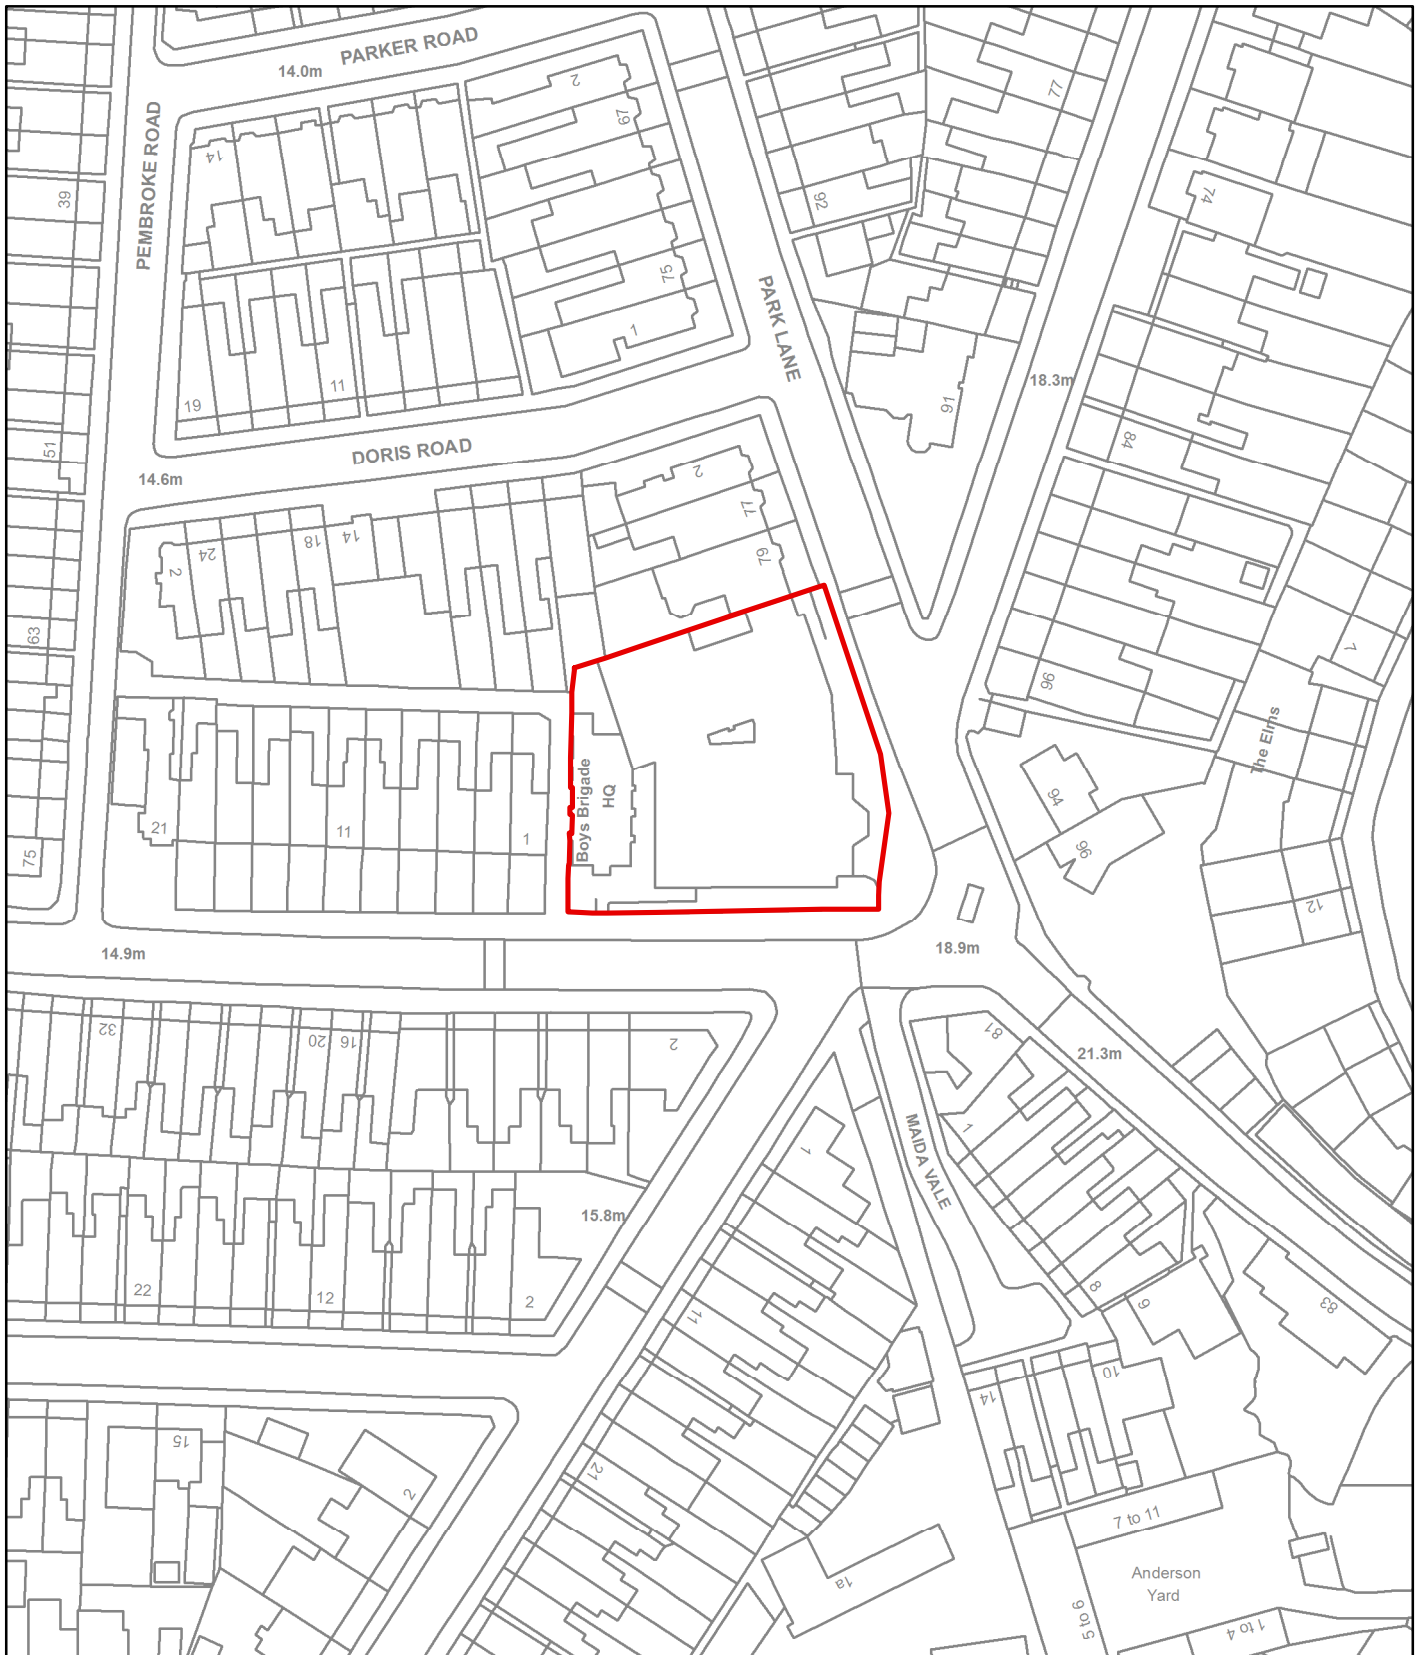 PARKER ROAD
14.0m
2
77
67
PEMBROKE ROAD
14
39
92
74
75
PARK LANE
1
11
19
18.3m
91
84
51
DORIS ROAD
14.6m
2
77
18
14
24
79
2
63
7
96
The Elms
Boys Brigade
HQ
94
21
11
1
96
75
12
14.9m
18.9m
32
20
16
2
81
21.3m
1
1
MAIDA VALE
15.8m
22
12
2
8
9
83
11
10
14
15
21
2
7 to 11
1a
Anderson
Yard
5 to 6
1 to 4